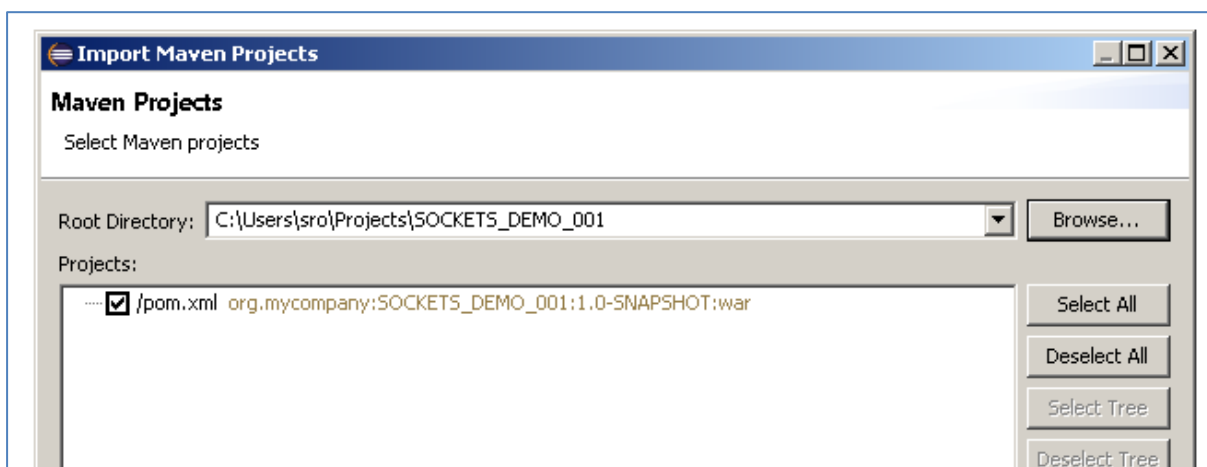 Import Maven Projects
Maven Projects
Select Maven projects
Root Directory: C:\Users\sro\Projects\SOCKETS_DEMO_001 Browse...
Projects:
/pom.xml org.mycompany:SOCKETS_DEMO_001:1.0-SNAPSHOT:war Select All
Deselect All
Select Tree
Deselect Tree